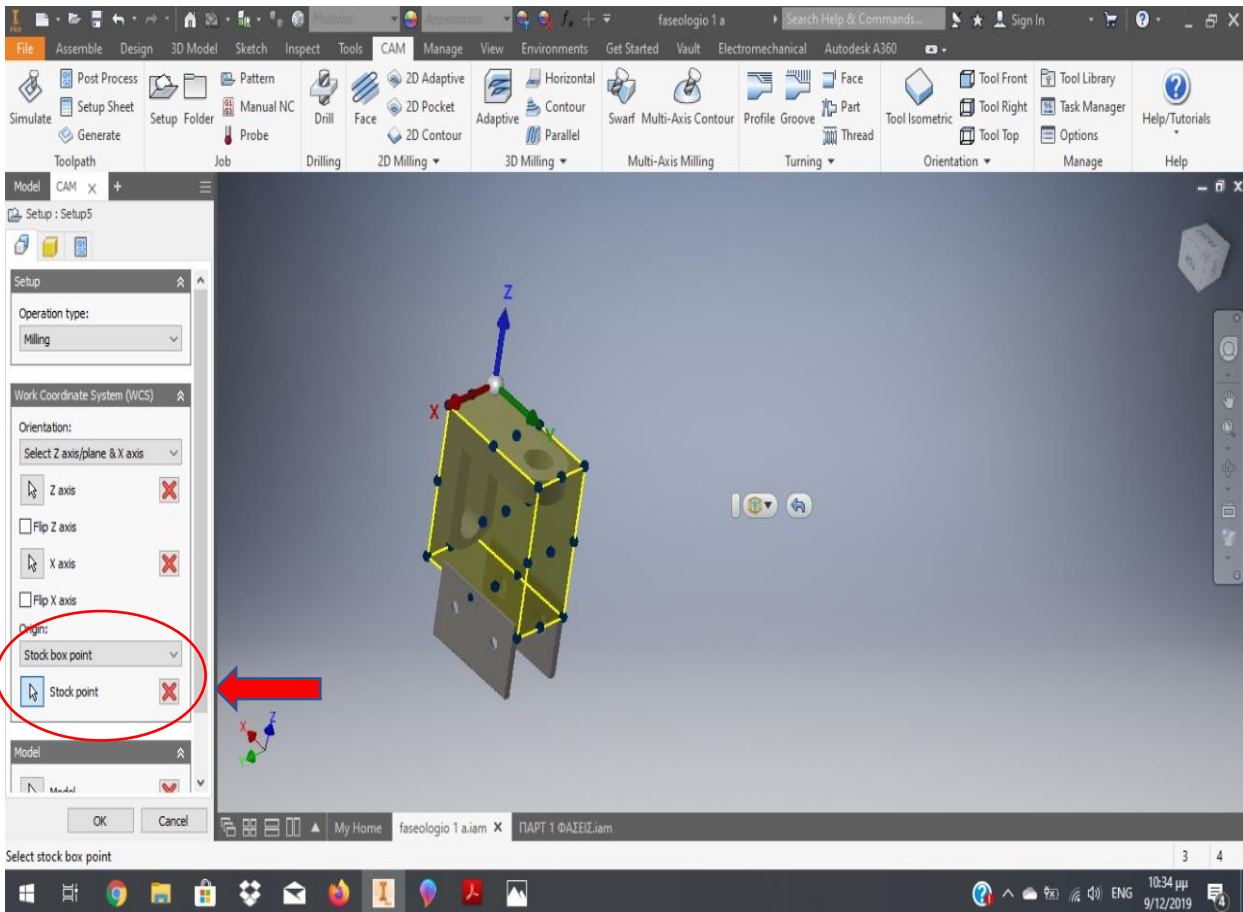 PRO Material Appearance faseologio 1 a Search Help & Commands... Sign In
File Assemble Design 3D Model Sketch Inspect Tools CAM Manage View Environments Get Started Vault Electromechanical Autodesk A360
Simulate Post Process Setup Sheet Generate
Setup Folder Pattern Manual NC Probe
Drill
Face 2D Adaptive 2D Pocket 2D Contour
Adaptive Horizontal Contour Parallel
Swarf Multi-Axis Contour
Profile Groove Face Part Thread
Tool Isometric Tool Front Tool Right Tool Top
Tool Library Task Manager Options
Help/Tutorials
Toolpath Job Drilling 2D Milling 3D Milling Multi-Axis Milling Turning Orientation Manage Help
Model CAM X +
Setup : Setup5
Setup
Operation type:
Milling
Work Coordinate System (WCS)
Orientation:
Select Z axis/plane & X axis
Z axis
Flip Z axis
X axis
Flip X axis
Origin:
Stock box point
Stock point
Model
Model
OK Cancel
Z
X
Y
X Z
Y
TOP
My Home faseologio 1 a.iam X ΠΑΡΤ 1 ΦΑΣΕΙΣ.iam
Select stock box point 3 4
ENG 10:34 μμ
9/12/2019 4